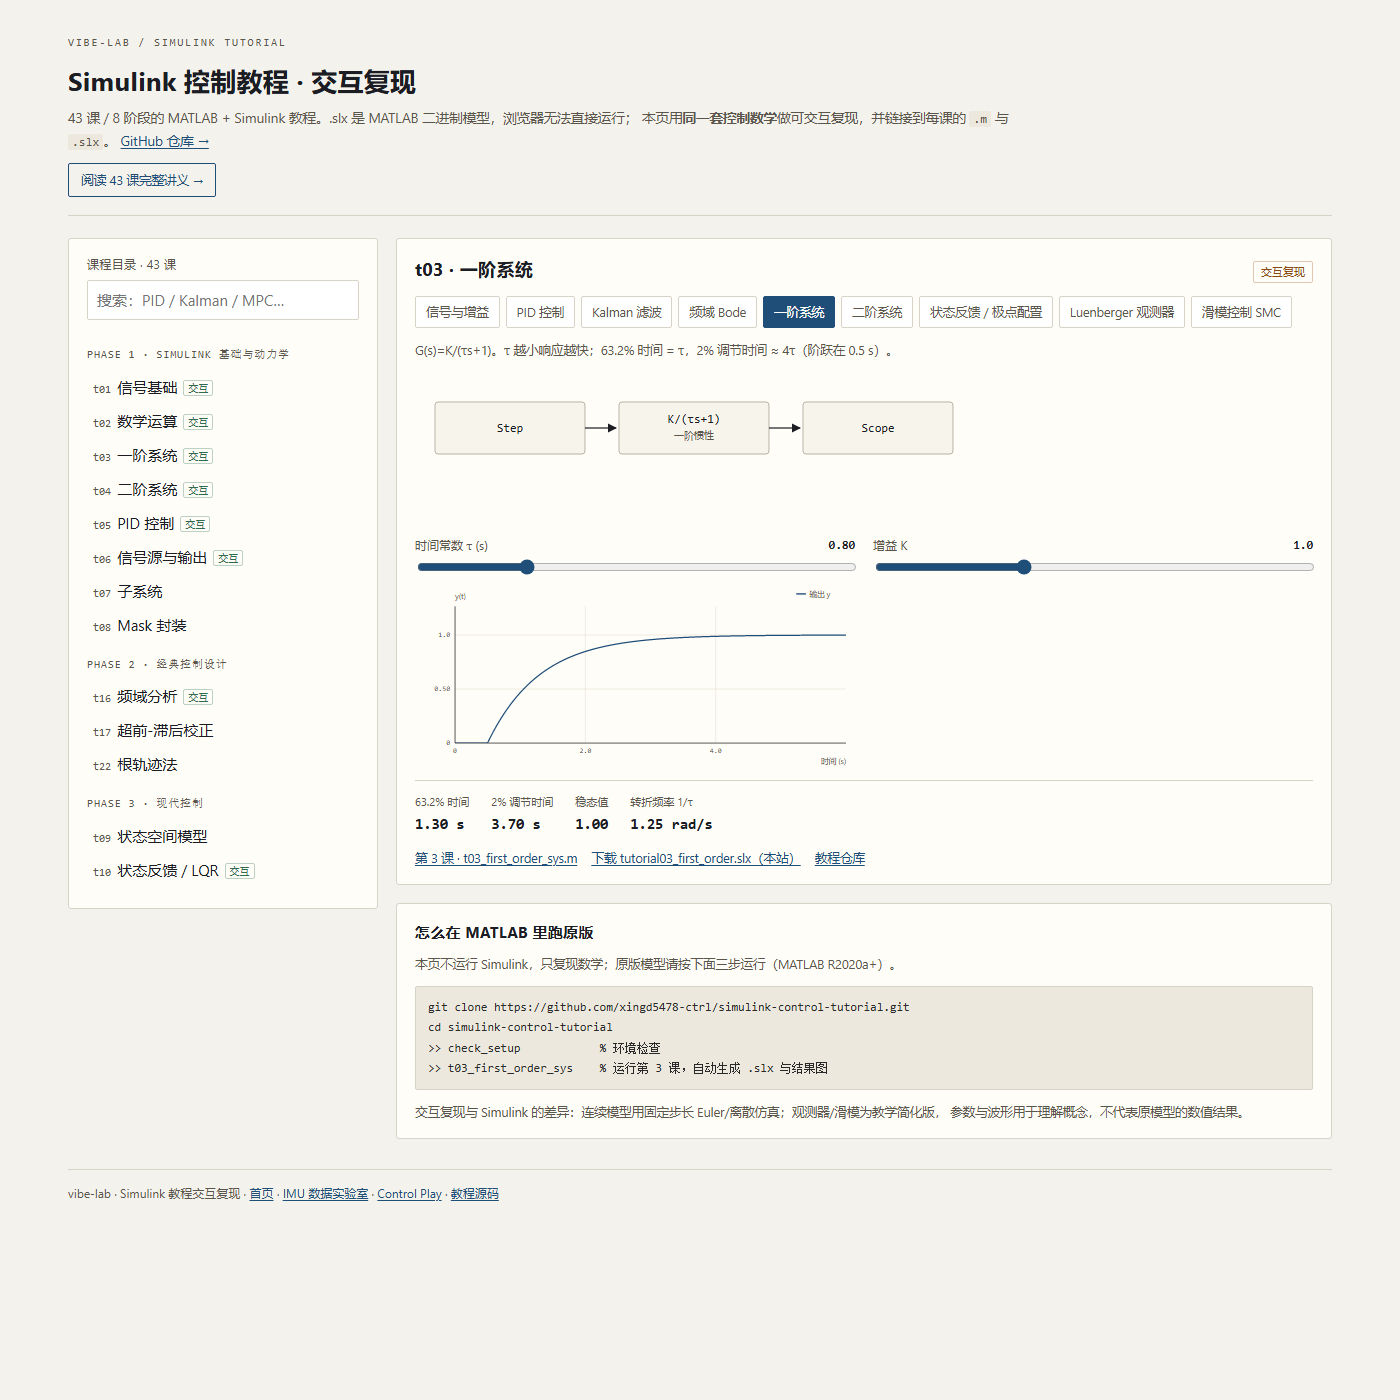 VIBE-LAB / SIMULINK TUTORIAL
Simulink 控制教程 · 交互复现
43 课 / 8 阶段的 MATLAB + Simulink 教程。.slx 是 MATLAB 二进制模型，浏览器无法直接运行； 本页用同一套控制数学做可交互复现，并链接到每课的 .m 与
.slx。 GitHub 仓库 →
阅读 43 课完整讲义 →
课程目录 · 43 课
搜索：PID / Kalman / MPC...
PHASE 1 · SIMULINK 基础与动力学
t01 信号基础 交互
t02 数学运算 交互
t03 一阶系统 交互
t04 二阶系统 交互
t05 PID 控制 交互
t06 信号源与输出 交互
t07 子系统
t08 Mask 封装
PHASE 2 · 经典控制设计
t16 频域分析 交互
t17 超前-滞后校正
t22 根轨迹法
PHASE 3 · 现代控制
t09 状态空间模型
t10 状态反馈 / LQR 交互
t03 · 一阶系统
交互复现
信号与增益 PID 控制 Kalman 滤波 频域 Bode 一阶系统 二阶系统 状态反馈 / 极点配置 Luenberger 观测器 滑模控制 SMC
G(s)=K/(τs+1)。τ 越小响应越快；63.2% 时间 = τ，2% 调节时间 ≈ 4τ（阶跃在 0.5 s）。
Step
K/(τs+1)
一阶惯性
Scope
时间常数 τ (s) 0.80
增益 K 1.0
y(t)
输出 y
1.0
0.50
0
0 2.0 4.0
时间 (s)
63.2% 时间 2% 调节时间 稳态值 转折频率 1/τ
1.30 s 3.70 s 1.00 1.25 rad/s
第 3 课 · t03_first_order_sys.m 下载 tutorial03_first_order.slx（本站） 教程仓库
怎么在 MATLAB 里跑原版
本页不运行 Simulink，只复现数学；原版模型请按下面三步运行（MATLAB R2020a+）。
git clone https://github.com/xingd5478-ctrl/simulink-control-tutorial.git
cd simulink-control-tutorial
>> check_setup % 环境检查
>> t03_first_order_sys % 运行第 3 课，自动生成 .slx 与结果图
交互复现与 Simulink 的差异：连续模型用固定步长 Euler/离散仿真；观测器/滑模为教学简化版， 参数与波形用于理解概念，不代表原模型的数值结果。
vibe-lab · Simulink 教程交互复现 · 首页 · IMU 数据实验室 · Control Play · 教程源码